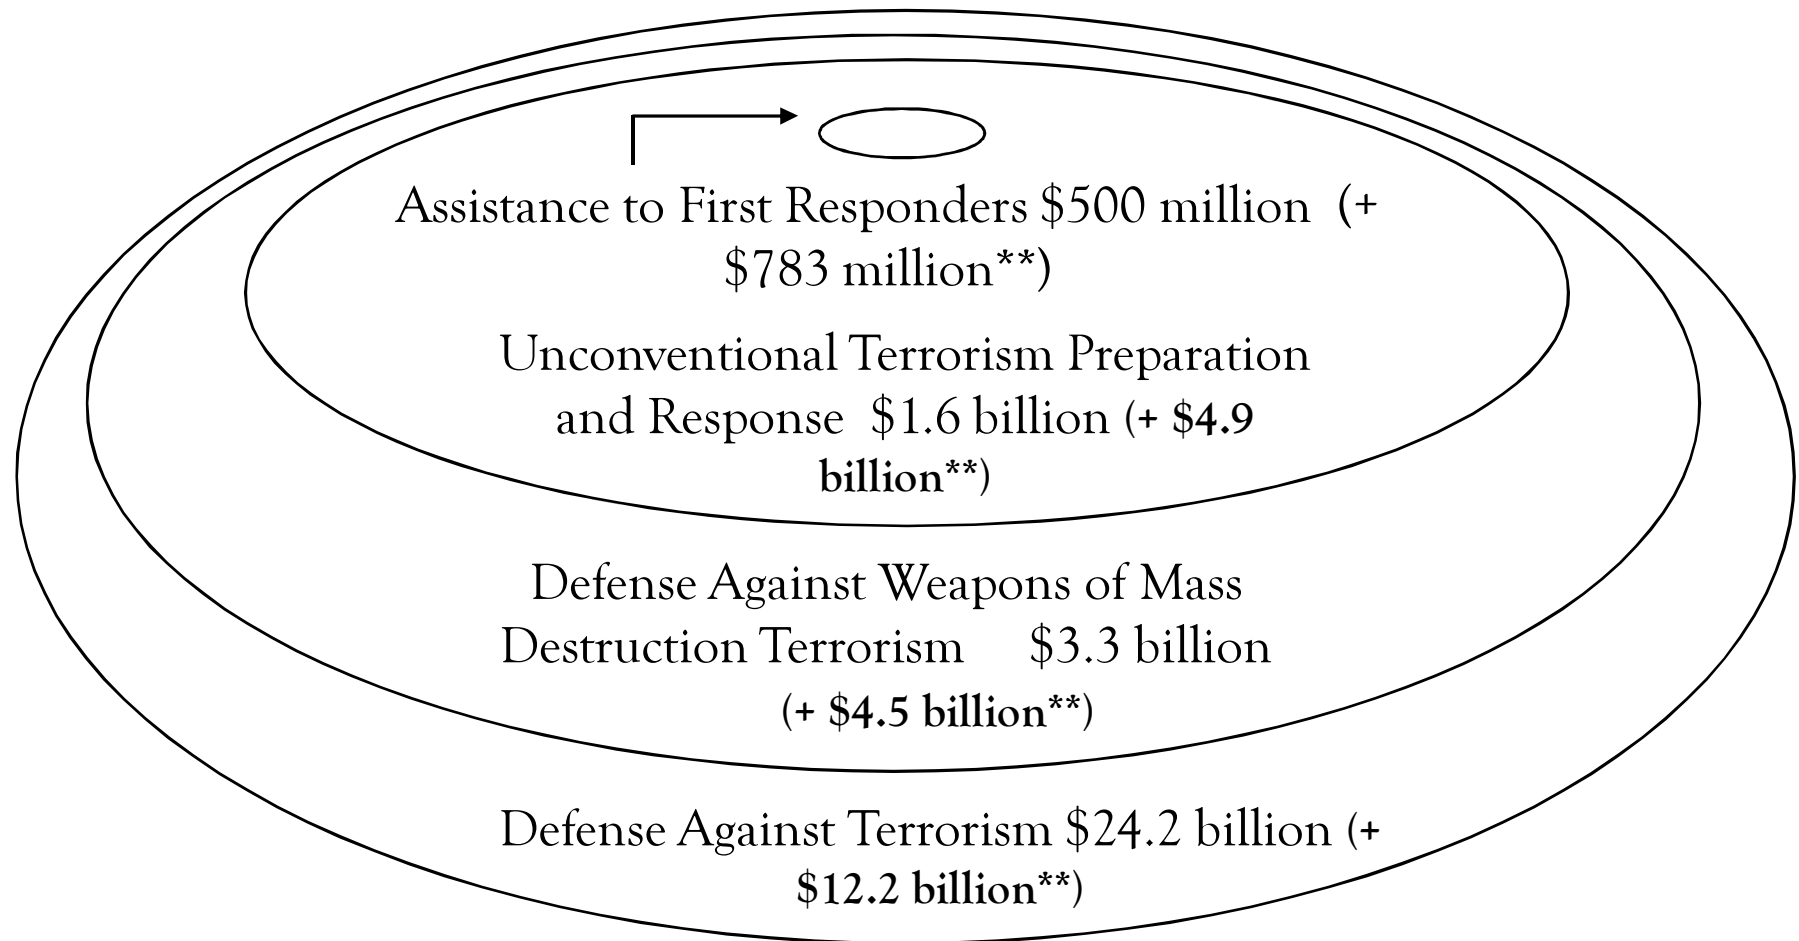 Assistance to First Responders $500 million (+
$783 million**)
Unconventional Terrorism Preparation
and Response $1.6 billion (+ $4.9
billion**)
Defense Against Weapons of Mass
Destruction Terrorism $3.3 billion
(+ $4.5 billion**)
Defense Against Terrorism $24.2 billion (+
$12.2 billion**)